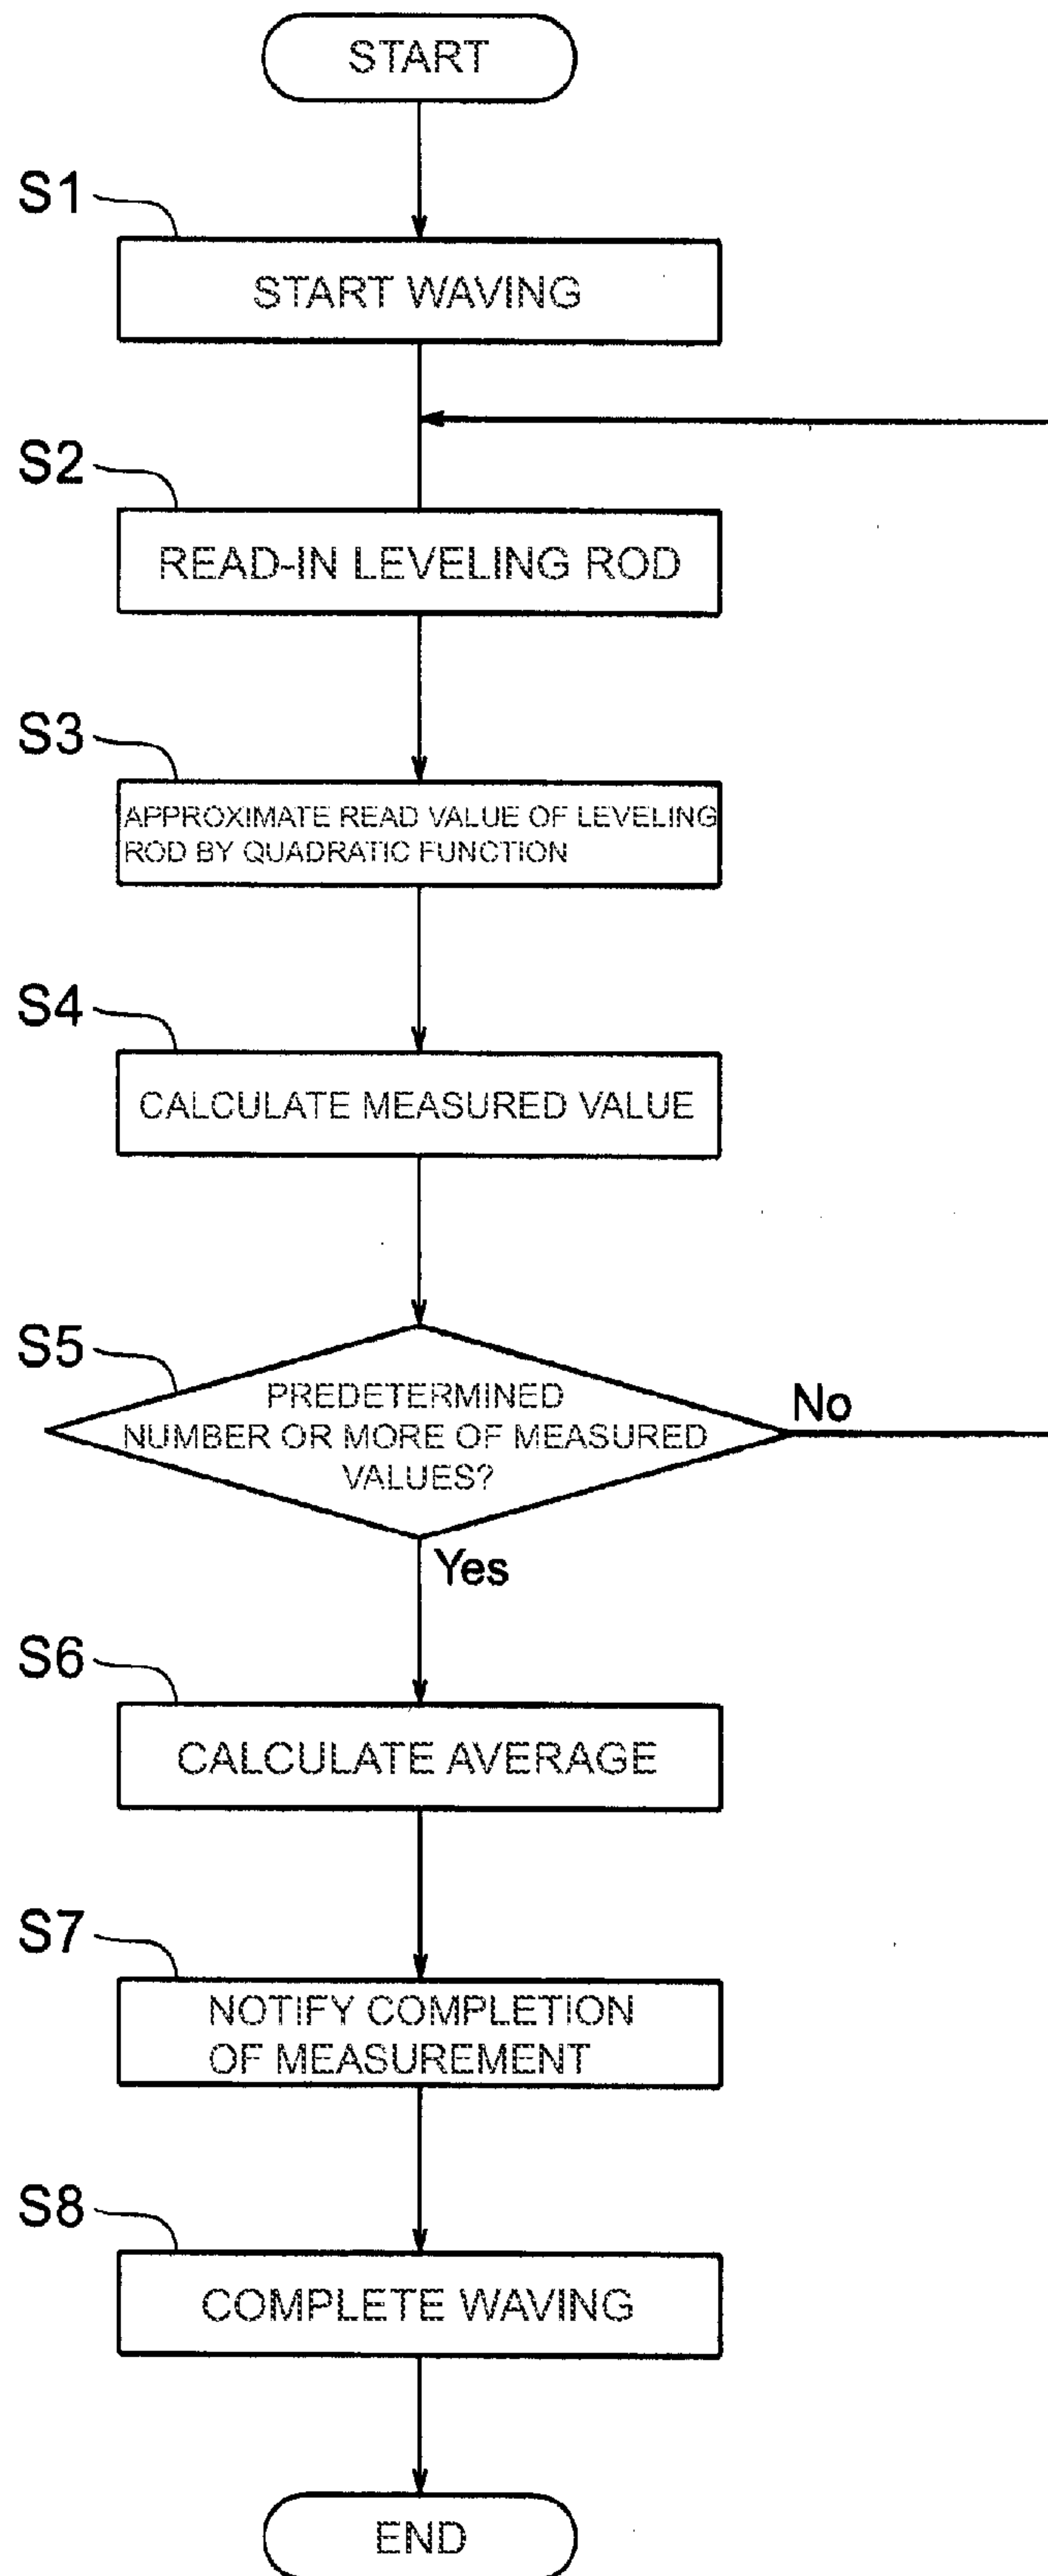 START
S1
START WAVING
S2
READ-IN LEVELING ROD
S3
APPROXIMATE READ VALUE OF LEVELING
ROD BY QUADRATIC FUNCTION
S4
CALCULATE MEASURED VALUE
S5
PREDETERMINED
NUMBER OR MORE OF MEASURED
VALUES?
No
Yes
S6
CALCULATE AVERAGE
S7
NOTIFY COMPLETION
OF MEASUREMENT
S8
COMPLETE WAVING
END